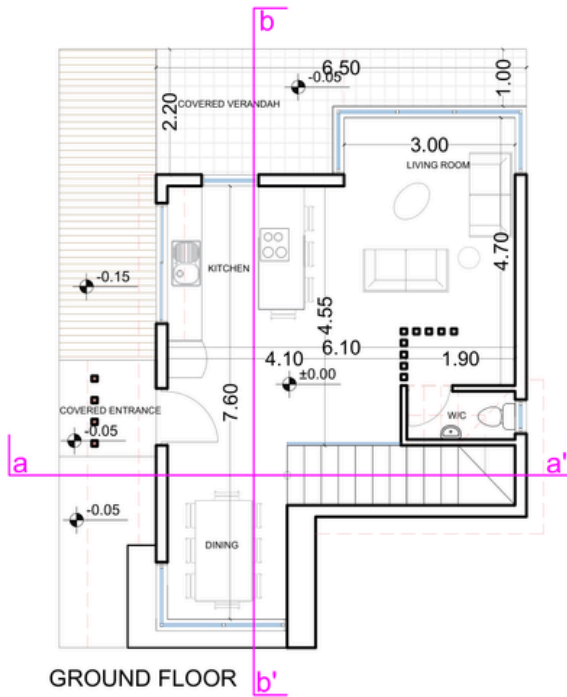 b
6.50
-0.05
1.00
2.20
COVERED VERANDAH
3.00
LIVING ROOM
KITCHEN
-0.15
4.70
4.55
6.10
4.10
1.90
±0.00
7.60
COVERED ENTRANCE
W/C
-0.05
a
a'
-0.05
DINING
GROUND FLOOR
b'